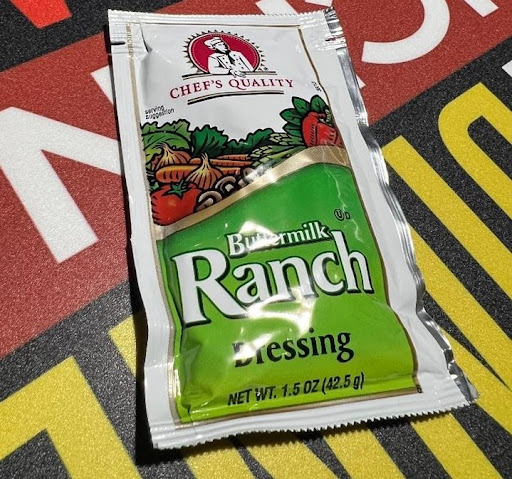 CHEF'S QUALITY
serving
suggestion
Buttermilk
Ranch
Dressing
NET WT. 1.5 OZ (42.5 g)